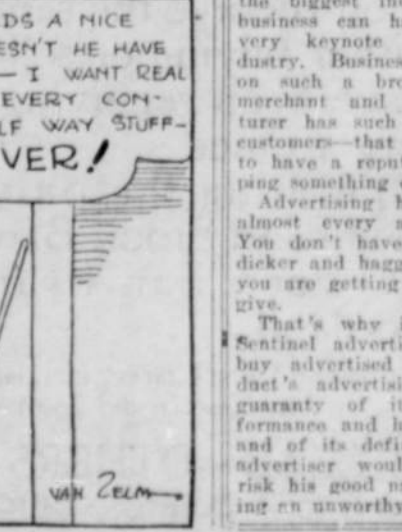 DS A NICE
ESN'T HE HAVE
— I WANT REAL
EVERY CON-
LF WAY STUFF-
VER!
VAN ZELM
the biggest
business can
very keynote
dustry. Busines
on such a bro
merchant and
turer has such
customers—that
to have a repu
ping something
Advertising h
almost every
You don't have
dicker and hagg
you are getting
give.
That's why
Sentinel adverti
buy advertised
duct's advertisi
guaranty of it
formance and h
and of its defi
advertiser woul
risk his good n
ing an unworthy